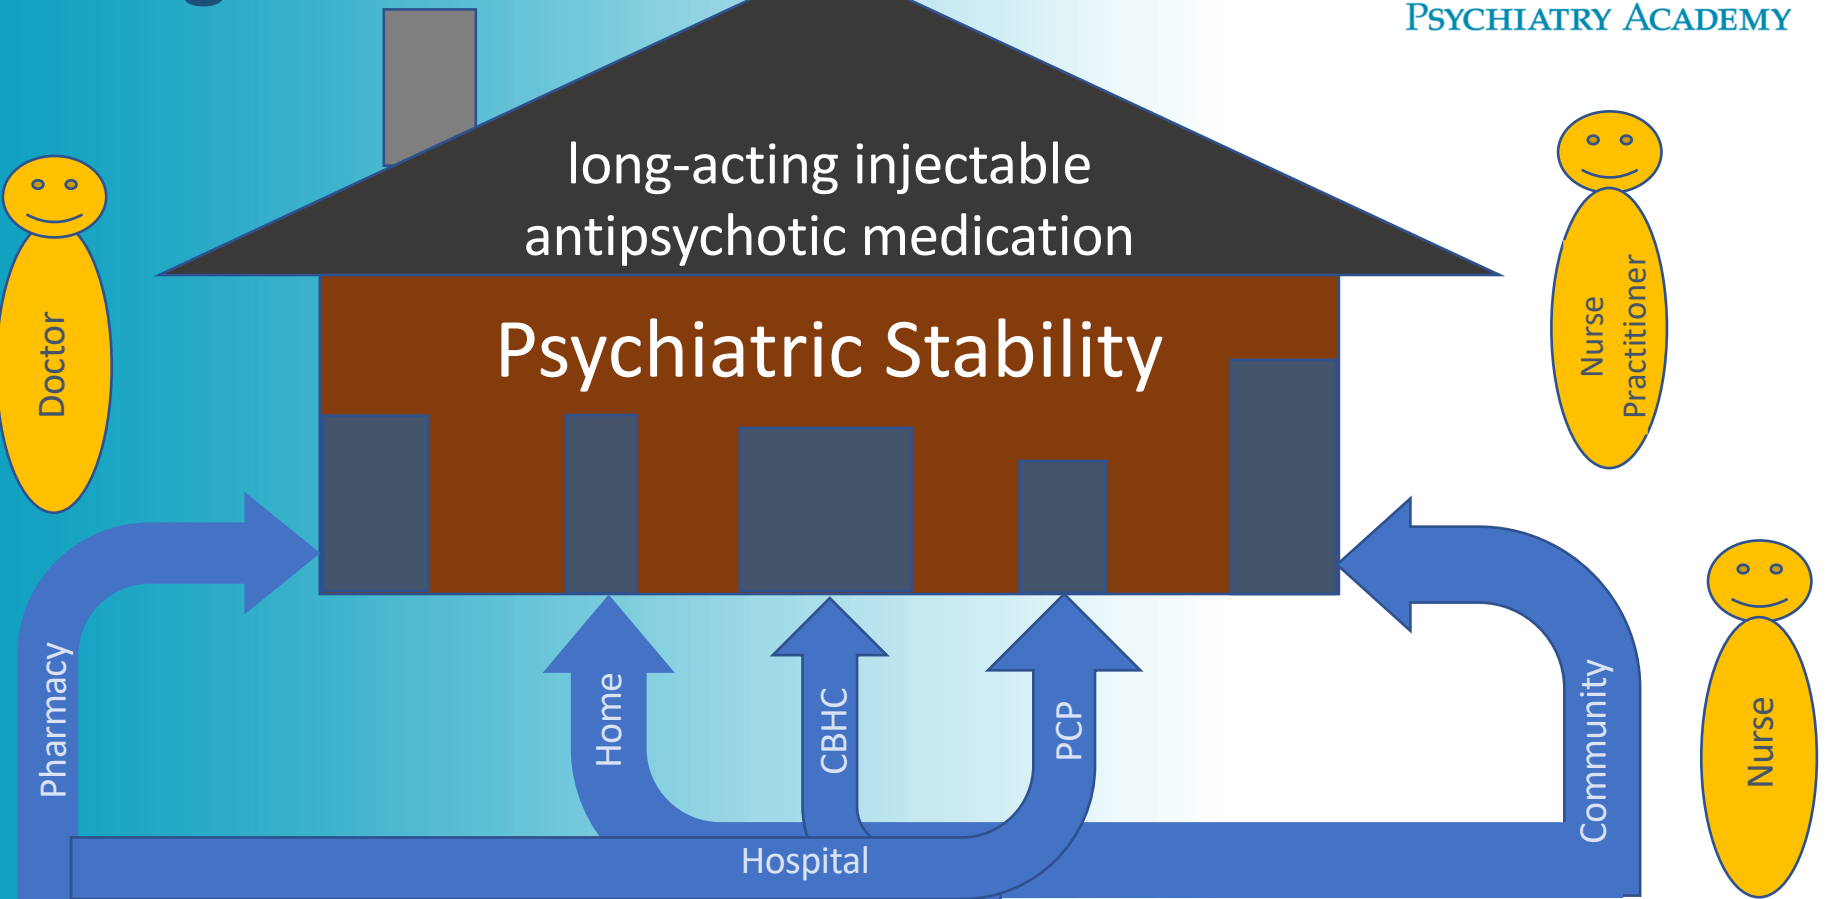 PSYCHIATRY ACADEMY
long-acting injectable
antipsychotic medication
Psychiatric Stability
Doctor
Nurse
Practitioner
Nurse
Pharmacy
Home
CBHC
PCP
Community
Hospital